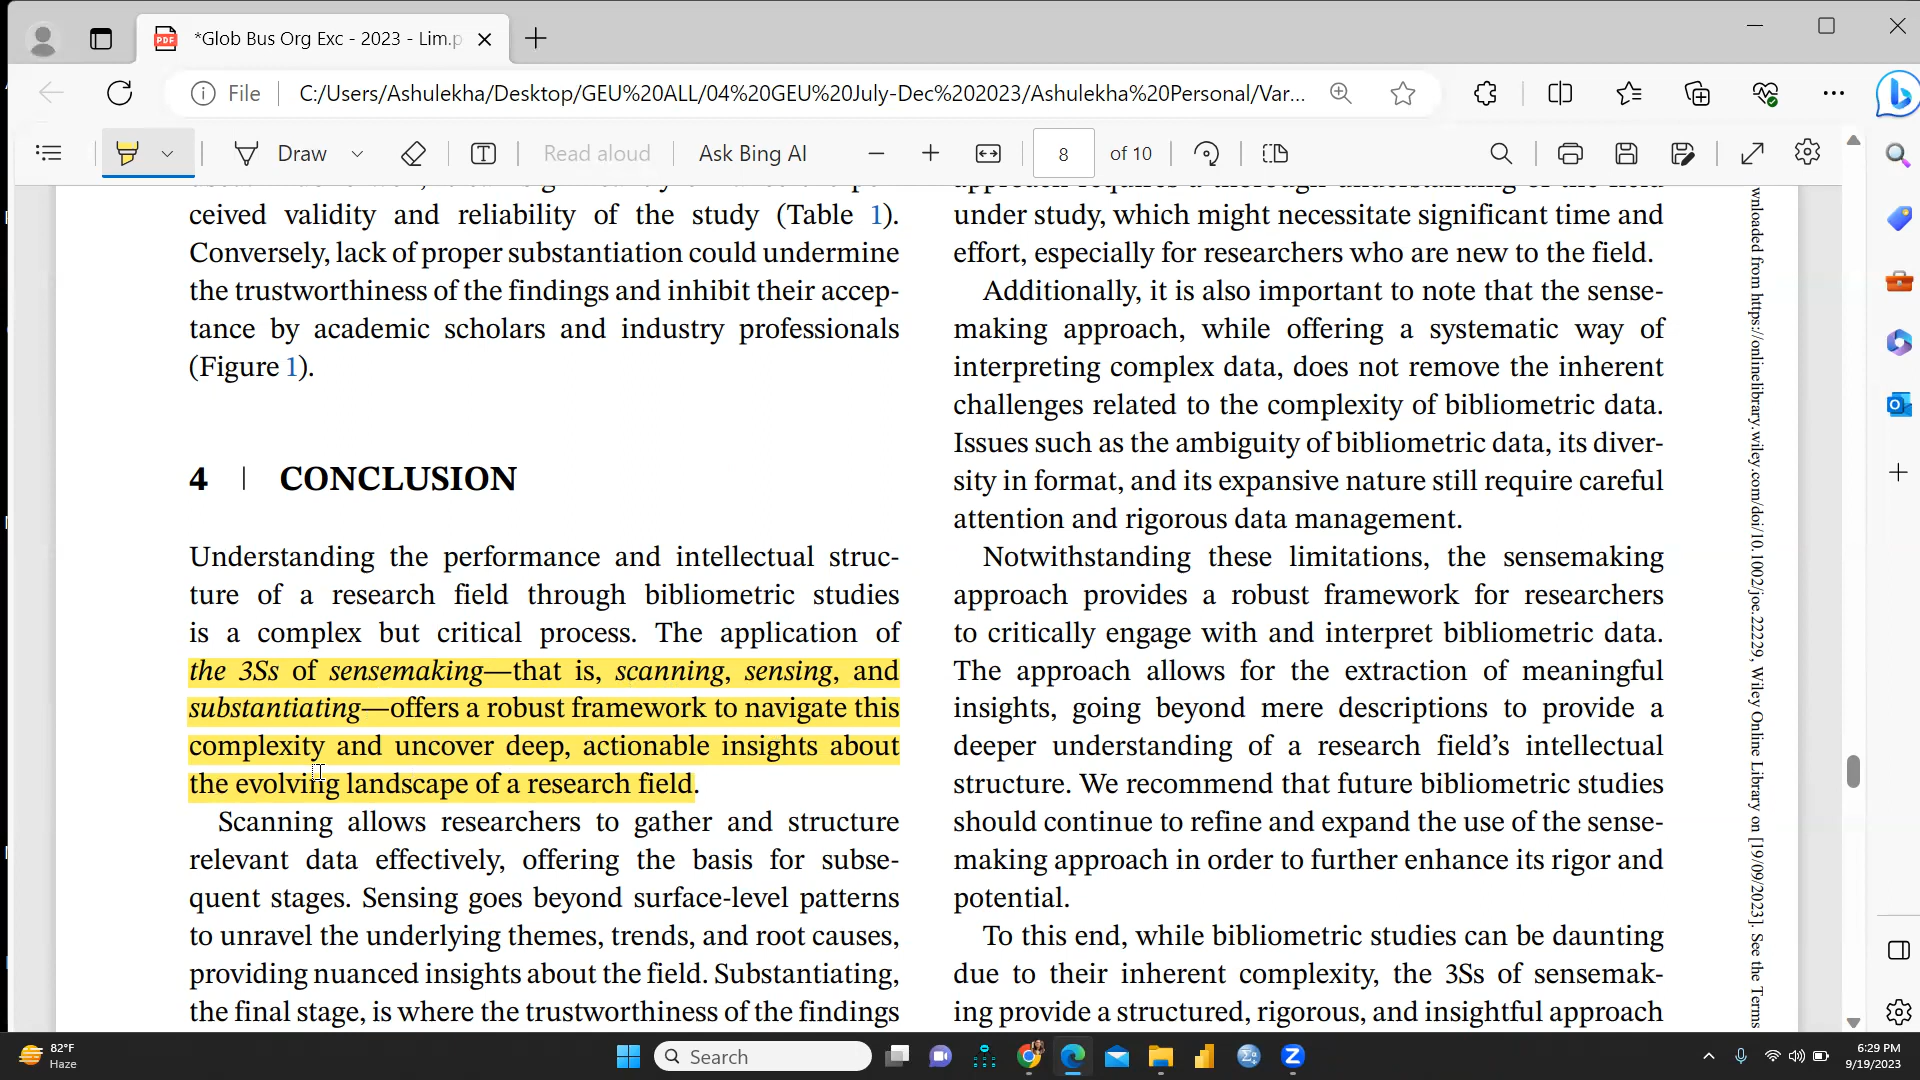 *Glob Bus Org Exc - 2023 - Lim.p
File
C:/Users/Ashulekha/Desktop/GEU%20ALL/04%20GEU%20July-Dec%202023/Ashulekha%20Personal/Var...
Draw
Read aloud
Ask Bing AI
8
of 10
ceived validity and reliability of the study (Table 1).
Conversely, lack of proper substantiation could undermine
the trustworthiness of the findings and inhibit their accep-
tance by academic scholars and industry professionals
(Figure 1).
4 | CONCLUSION
Understanding the performance and intellectual struc-
ture of a research field through bibliometric studies
is a complex but critical process. The application of
the 3Ss of sensemaking—that is, scanning, sensing, and
substantiating—offers a robust framework to navigate this
complexity and uncover deep, actionable insights about
the evolving landscape of a research field.
Scanning allows researchers to gather and structure
relevant data effectively, offering the basis for subse-
quent stages. Sensing goes beyond surface-level patterns
to unravel the underlying themes, trends, and root causes,
providing nuanced insights about the field. Substantiating,
the final stage, is where the trustworthiness of the findings
approach requires a thorough understanding of the field
under study, which might necessitate significant time and
effort, especially for researchers who are new to the field.
Additionally, it is also important to note that the sense-
making approach, while offering a systematic way of
interpreting complex data, does not remove the inherent
challenges related to the complexity of bibliometric data.
Issues such as the ambiguity of bibliometric data, its diver-
sity in format, and its expansive nature still require careful
attention and rigorous data management.
Notwithstanding these limitations, the sensemaking
approach provides a robust framework for researchers
to critically engage with and interpret bibliometric data.
The approach allows for the extraction of meaningful
insights, going beyond mere descriptions to provide a
deeper understanding of a research field's intellectual
structure. We recommend that future bibliometric studies
should continue to refine and expand the use of the sense-
making approach in order to further enhance its rigor and
potential.
To this end, while bibliometric studies can be daunting
due to their inherent complexity, the 3Ss of sensemak-
ing provide a structured, rigorous, and insightful approach
wnloaded from https://onlinelibrary.wiley.com/doi/10.1002/joe.22229, Wiley Online Library on [19/09/2023]. See the Terms
82°F
Haze
Search
6:29 PM
9/19/2023